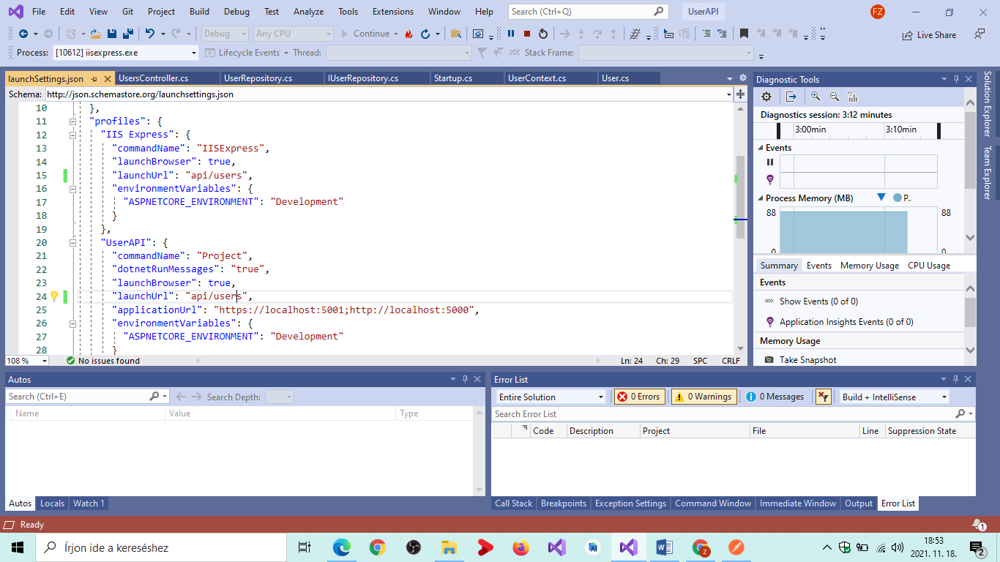 File Edit View Git Project Build Debug Test Analyze Tools Extensions Window Help Search (Ctrl+Q) UserAPI FZ
Debug Any CPU Continue Live Share
Process: [10612] iisexpress.exe Lifecycle Events Thread: Stack Frame:
launchSettings.json UsersController.cs UserRepository.cs IUserRepository.cs Startup.cs UserContext.cs User.cs
Schema: http://json.schemastore.org/launchsettings.json
10 },
11 "profiles": {
12 "IIS Express": {
13 "commandName": "IISExpress",
14 "launchBrowser": true,
15 "launchUrl": "api/users",
16 "environmentVariables": {
17 "ASPNETCORE_ENVIRONMENT": "Development"
18 }
19 },
20 "UserAPI": {
21 "commandName": "Project",
22 "dotnetRunMessages": "true",
23 "launchBrowser": true,
24 "launchUrl": "api/users",
25 "applicationUrl": "https://localhost:5001;http://localhost:5000",
26 "environmentVariables": {
27 "ASPNETCORE_ENVIRONMENT": "Development"
28 }
108 % No issues found Ln: 24 Ch: 29 SPC CRLF
Diagnostic Tools
Diagnostics session: 3:12 minutes
3:00min 3:10min
Events
Process Memory (MB) P..
88 88
0 0
Summary Events Memory Usage CPU Usage
Events
Show Events (0 of 0)
Application Insights Events (0 of 0)
Memory Usage
Take Snapshot
Solution Explorer
Team Explorer
Autos
Search (Ctrl+E) Search Depth:
Name Value Type
Autos Locals Watch 1
Error List
Entire Solution 0 Errors 0 Warnings 0 Messages Build + IntelliSense
Search Error List
Code Description Project File Line Suppression State
Call Stack Breakpoints Exception Settings Command Window Immediate Window Output Error List
Ready 1
Írjon ide a kereséshez
Z
18:53
2021. 11. 18.
2